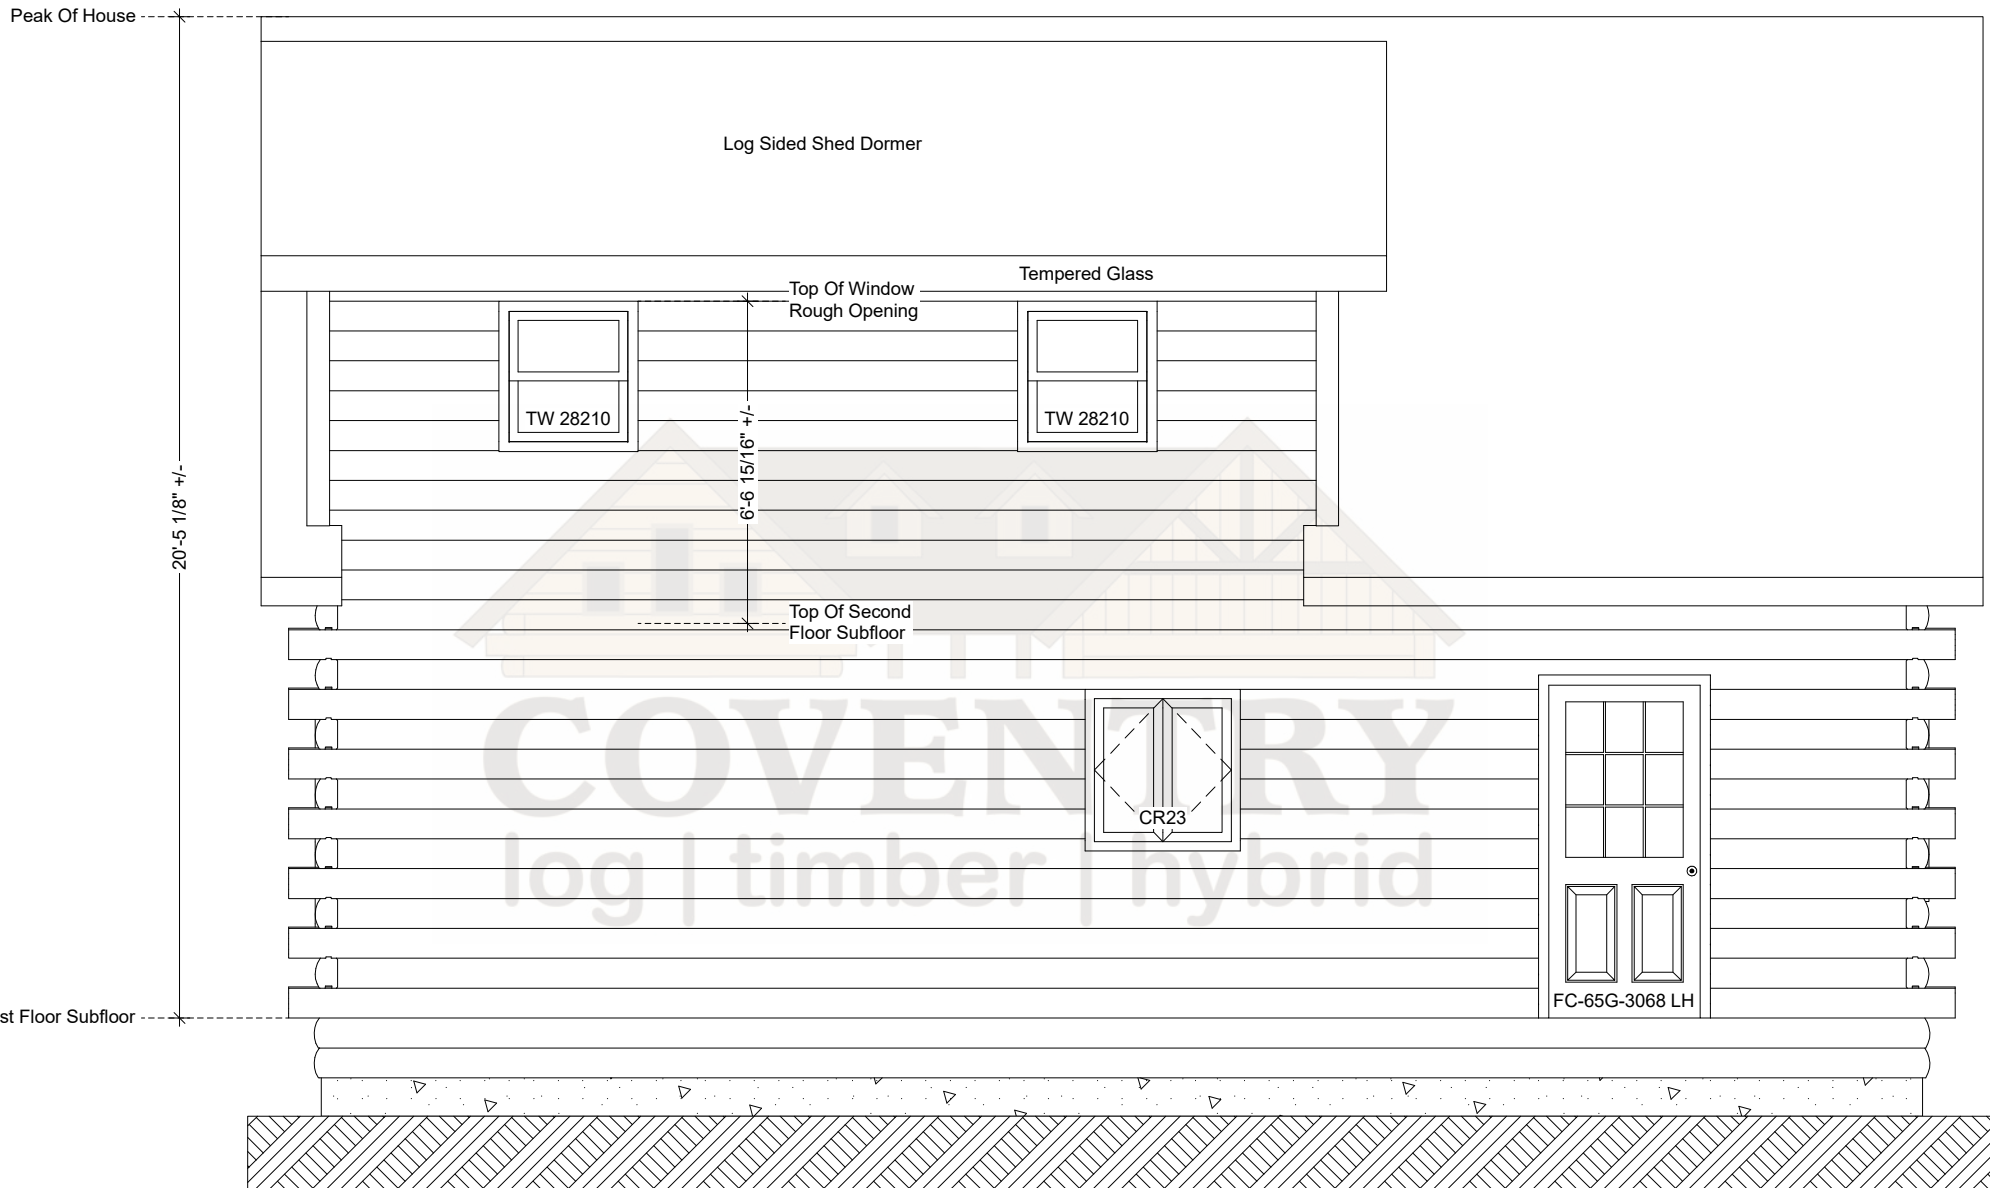 Peak Of House
Log Sided Shed Dormer
Tempered Glass
Top Of Window
Rough Opening
TW 28210
TW 28210
6'-6 15/16" +/-
20'-5 1/8" +/-
Top Of Second
Floor Subfloor
COVENTRY
CR23
log | timber | hybrid
FC-65G-3068 LH
st Floor Subfloor